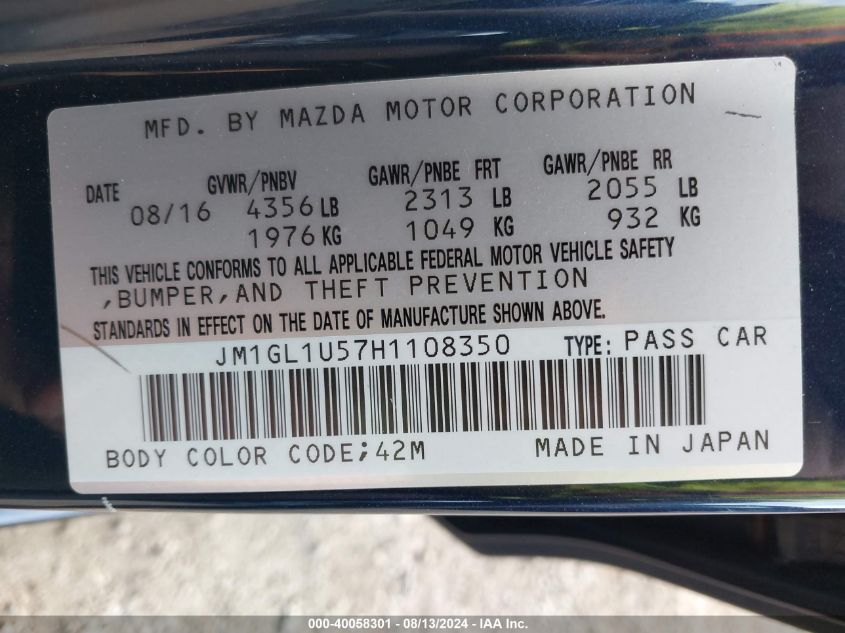 MFD. BY MAZDA MOTOR CORPORATION
DATE GVWR/PNBV GAWR/PNBE FRT GAWR/PNBE RR
08/16 4356 LB 2313 LB 2055 LB
1976 KG 1049 KG 932 KG
THIS VEHICLE CONFORMS TO ALL APPLICABLE FEDERAL MOTOR VEHICLE SAFETY
,BUMPER,AND THEFT PREVENTION
STANDARDS IN EFFECT ON THE DATE OF MANUFACTURE SHOWN ABOVE.
JM1GL1U57H1108350 TYPE: PASS CAR
BODY COLOR CODE;42M MADE IN JAPAN
000-40058301 - 08/13/2024 - IAA Inc.